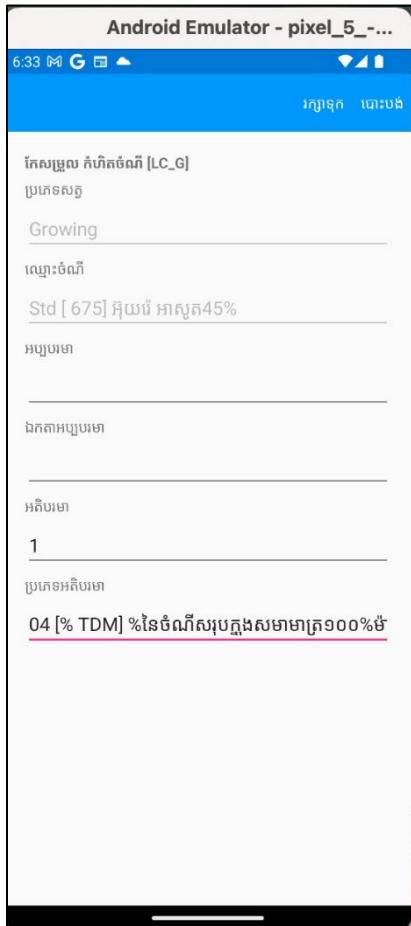 Android Emulator - pixel_5_-...
6:33
រក្សាទុក បោះបង់
កែសម្រួល កំហិតចំណី [LC_G]
ប្រភេទសត្វ
Growing
ឈ្មោះចំណី
Std [ 675] អ៊ុយរ៉េ អាសូត45%
អប្បបរមា
ឯកតាអប្បបរមា
អតិបរមា
1
ប្រភេទអតិបរមា
04 [% TDM] %នៃចំណីសរុបក្នុងសមាមាត្រ១០០%ម៉